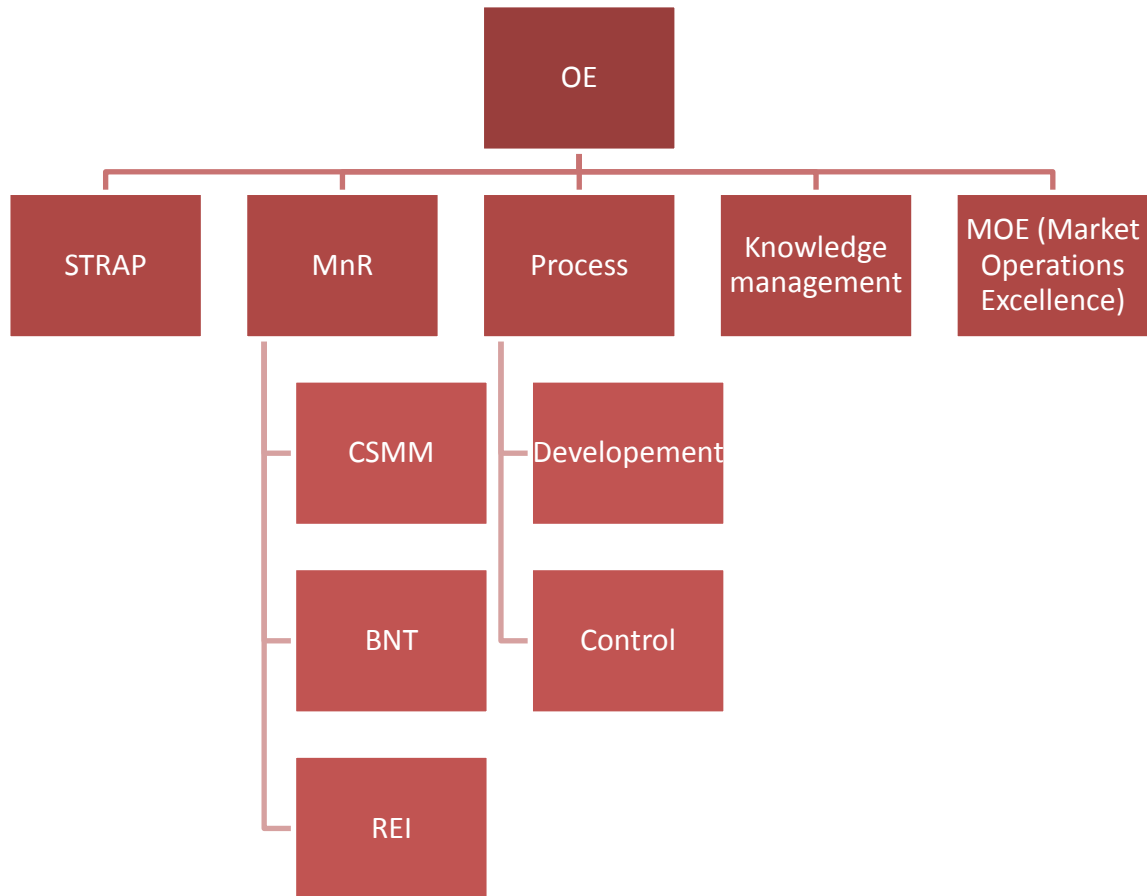 OE
STRAP
MnR
Process
Knowledge
management
MOE (Market
Operations
Excellence)
CSMM
Developement
BNT
Control
REI